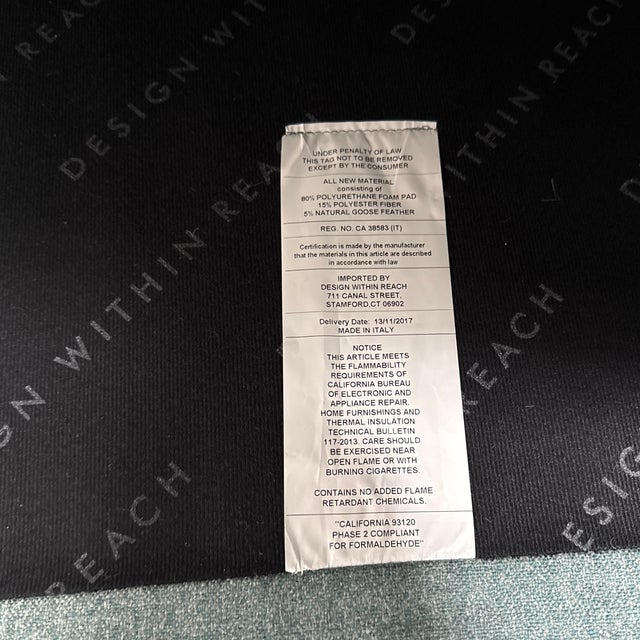 DESIGN WITHIN REACH
DESIGN WITHIN REACH
DESIGN WITHIN REACH
UNDER PENALTY OF LAW
THIS TAG NOT TO BE REMOVED
EXCEPT BY THE CONSUMER
ALL NEW MATERIAL
consisting of
80% POLYURETHANE FOAM PAD
15% POLYESTER FIBER
5% NATURAL GOOSE FEATHER
REG. NO. CA 38583 (IT)
Certification is made by the manufacturer
that the materials in this article are described
in accordance with law
IMPORTED BY
DESIGN WITHIN REACH
711 CANAL STREET,
STAMFORD,CT 06902
Delivery Date: 13/11/2017
MADE IN ITALY
NOTICE
THIS ARTICLE MEETS
THE FLAMMABILITY
REQUIREMENTS OF
CALIFORNIA BUREAU
OF ELECTRONIC AND
APPLIANCE REPAIR.
HOME FURNISHINGS AND
THERMAL INSULATION
TECHNICAL BULLETIN
117-2013. CARE SHOULD
BE EXERCISED NEAR
OPEN FLAME OR WITH
BURNING CIGARETTES.
CONTAINS NO ADDED FLAME
RETARDANT CHEMICALS.
"CALIFORNIA 93120
PHASE 2 COMPLIANT
FOR FORMALDEHYDE"